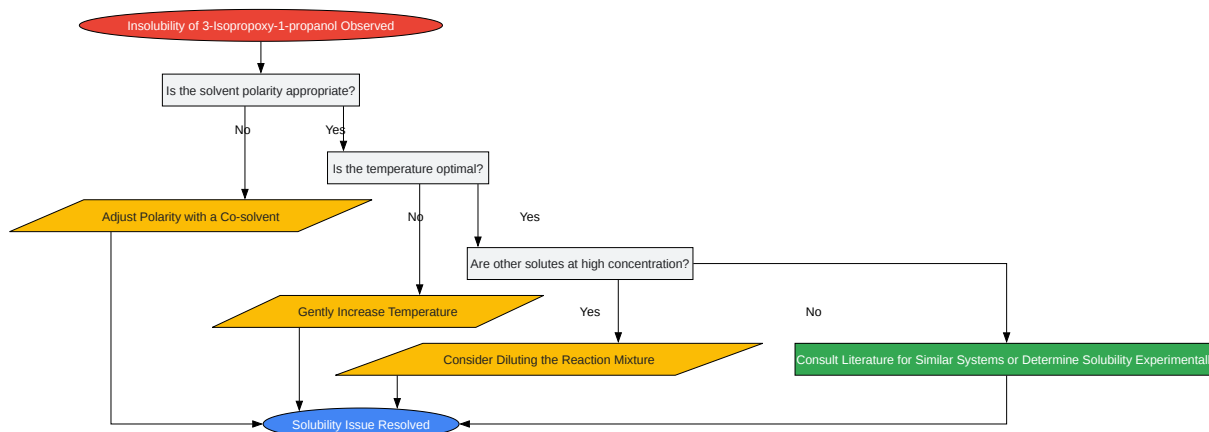 Insolubility of 3-Isopropoxy-1-propanol Observed
Is the solvent polarity appropriate?
No
Yes
Is the temperature optimal?
Adjust Polarity with a Co-solvent
No
Yes
Are other solutes at high concentration?
Gently Increase Temperature
Yes
No
Consider Diluting the Reaction Mixture
Consult Literature for Similar Systems or Determine Solubility Experimentall
Solubility Issue Resolved